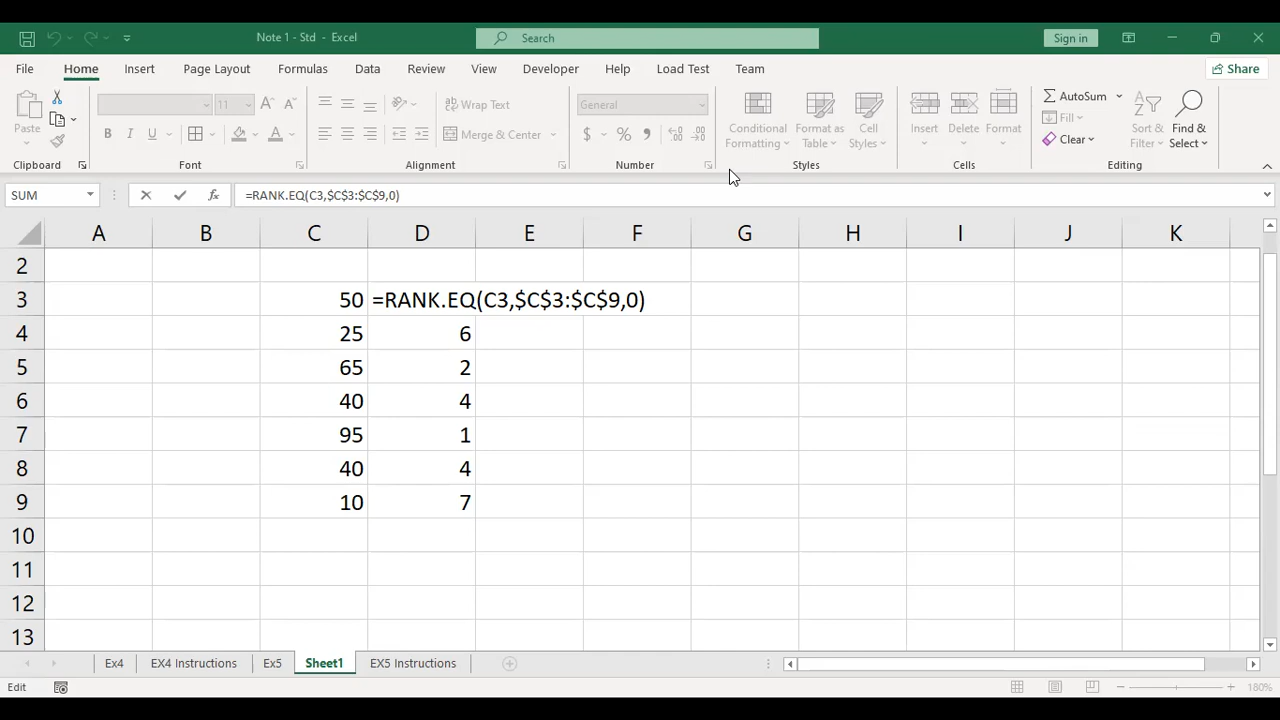 Note 1 - Std - Excel
Search
Sign in
File Home Insert Page Layout Formulas Data Review View Developer Help Load Test Team Share
Paste
11
B I U A
Wrap Text
Merge & Center
General
$ % ,
Conditional Formatting
Format as Table
Cell Styles
Insert
Delete
Format
AutoSum
Fill
Clear
Sort & Filter
Find & Select
Clipboard Font Alignment Number Styles Cells Editing
SUM fx =RANK.EQ(C3,$C$3:$C$9,0)
A B C D E F G H I J K
2
3 50 =RANK.EQ(C3,$C$3:$C$9,0)
4 25 6
5 65 2
6 40 4
7 95 1
8 40 4
9 10 7
10
11
12
13
Ex4 EX4 Instructions Ex5 Sheet1 EX5 Instructions
Edit 180%